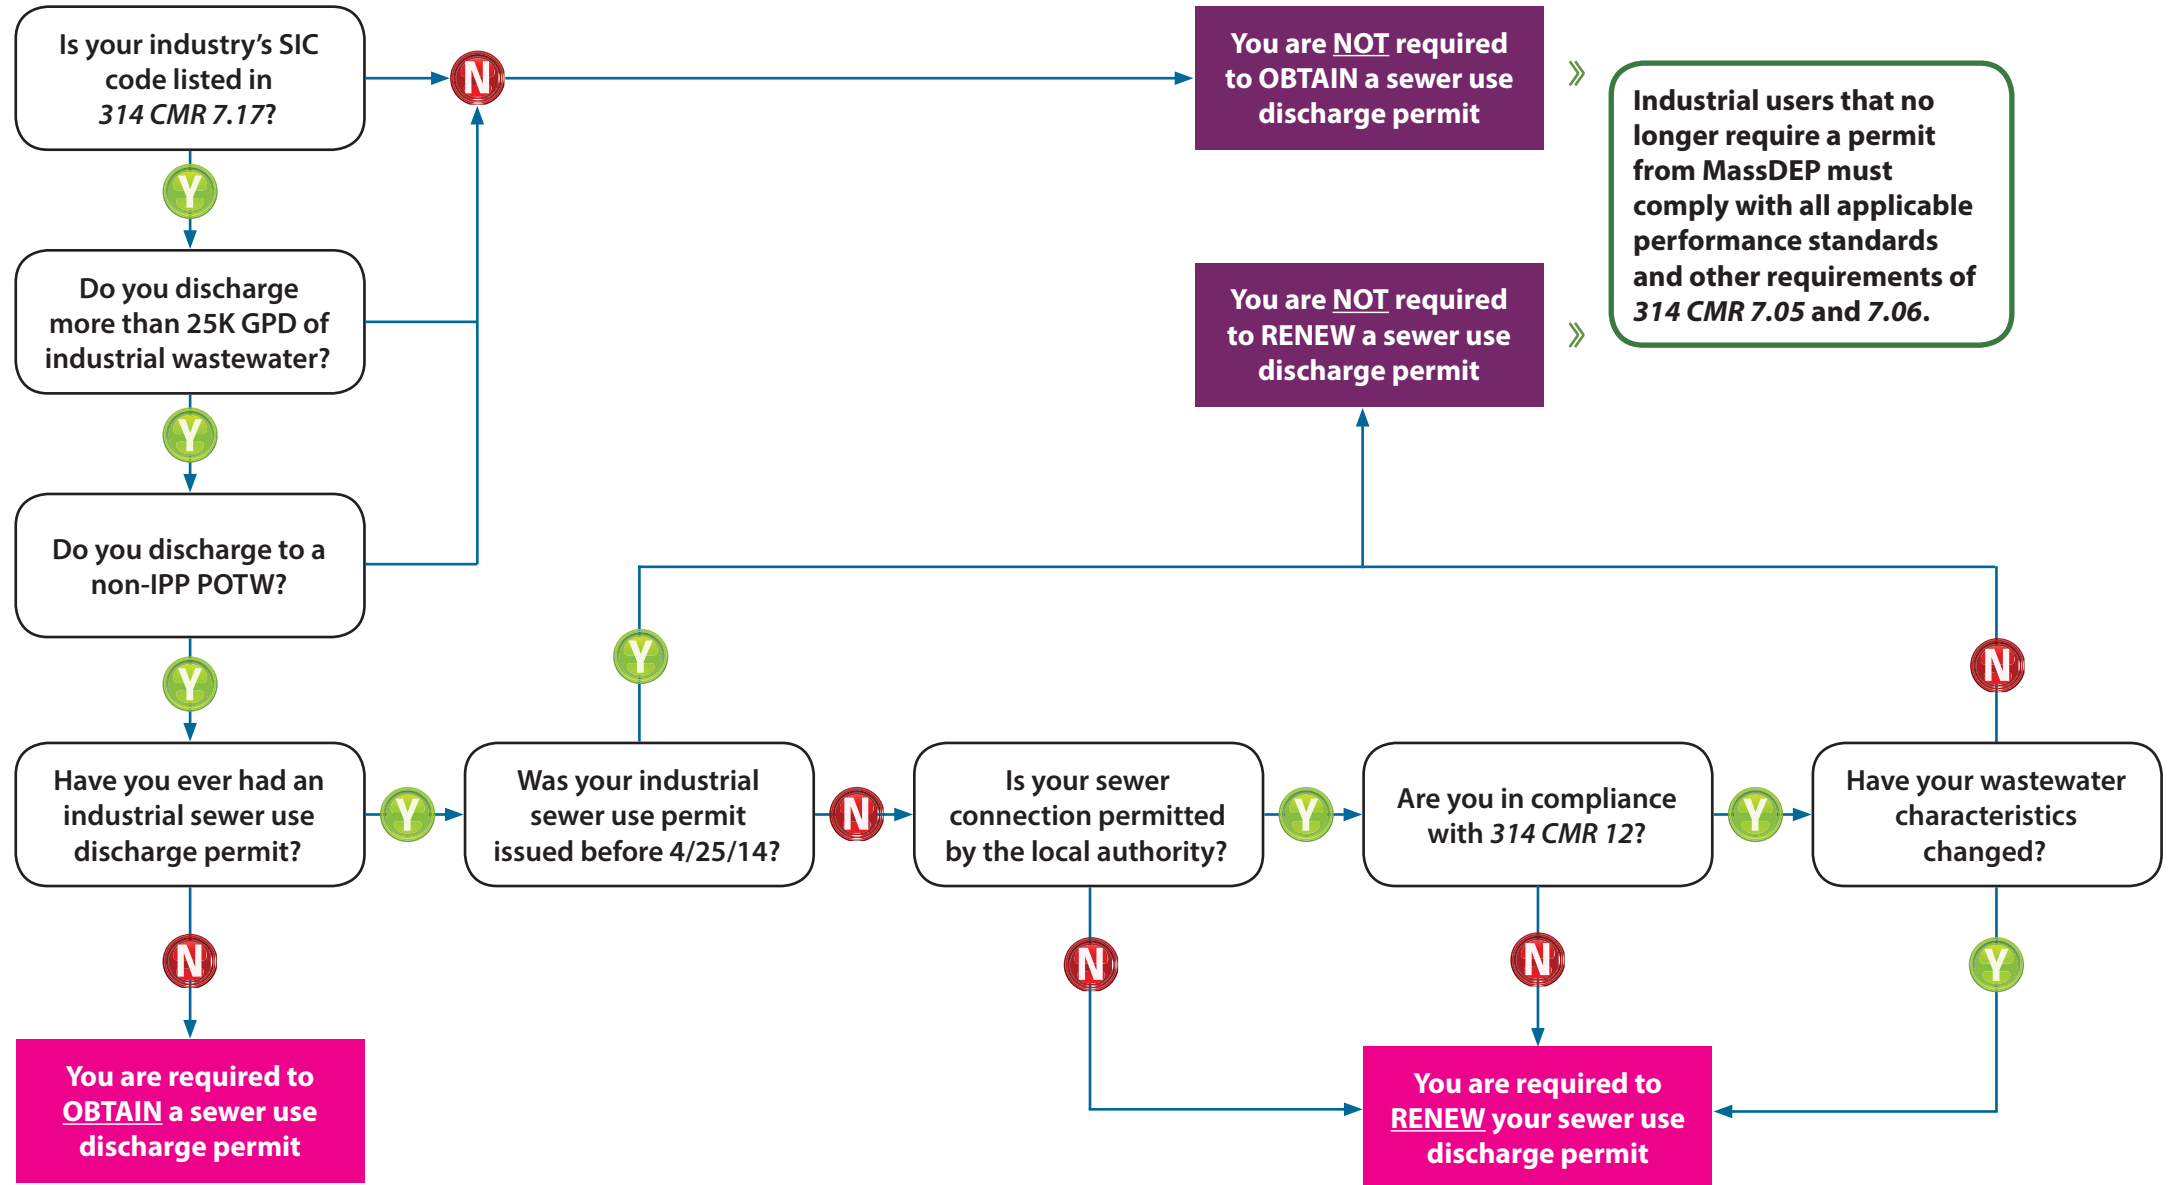 Is your industry’s SIC
code listed in
314 CMR 7.17?
N
You are NOT required
to OBTAIN a sewer use
discharge permit
Industrial users that no
longer require a permit
from MassDEP must
comply with all applicable
performance standards
and other requirements of
314 CMR 7.05 and 7.06.
Y
Do you discharge
more than 25K GPD of
industrial wastewater?
You are NOT required
to RENEW a sewer use
discharge permit
Y
Do you discharge to a
non-IPP POTW?
Y
Y
N
Have you ever had an
industrial sewer use
discharge permit?
Y
Was your industrial
sewer use permit
issued before 4/25/14?
N
Is your sewer
connection permitted
by the local authority?
Y
Are you in compliance
with 314 CMR 12?
Y
Have your wastewater
characteristics
changed?
N
N
N
Y
You are required to
OBTAIN a sewer use
discharge permit
You are required to
RENEW your sewer use
discharge permit